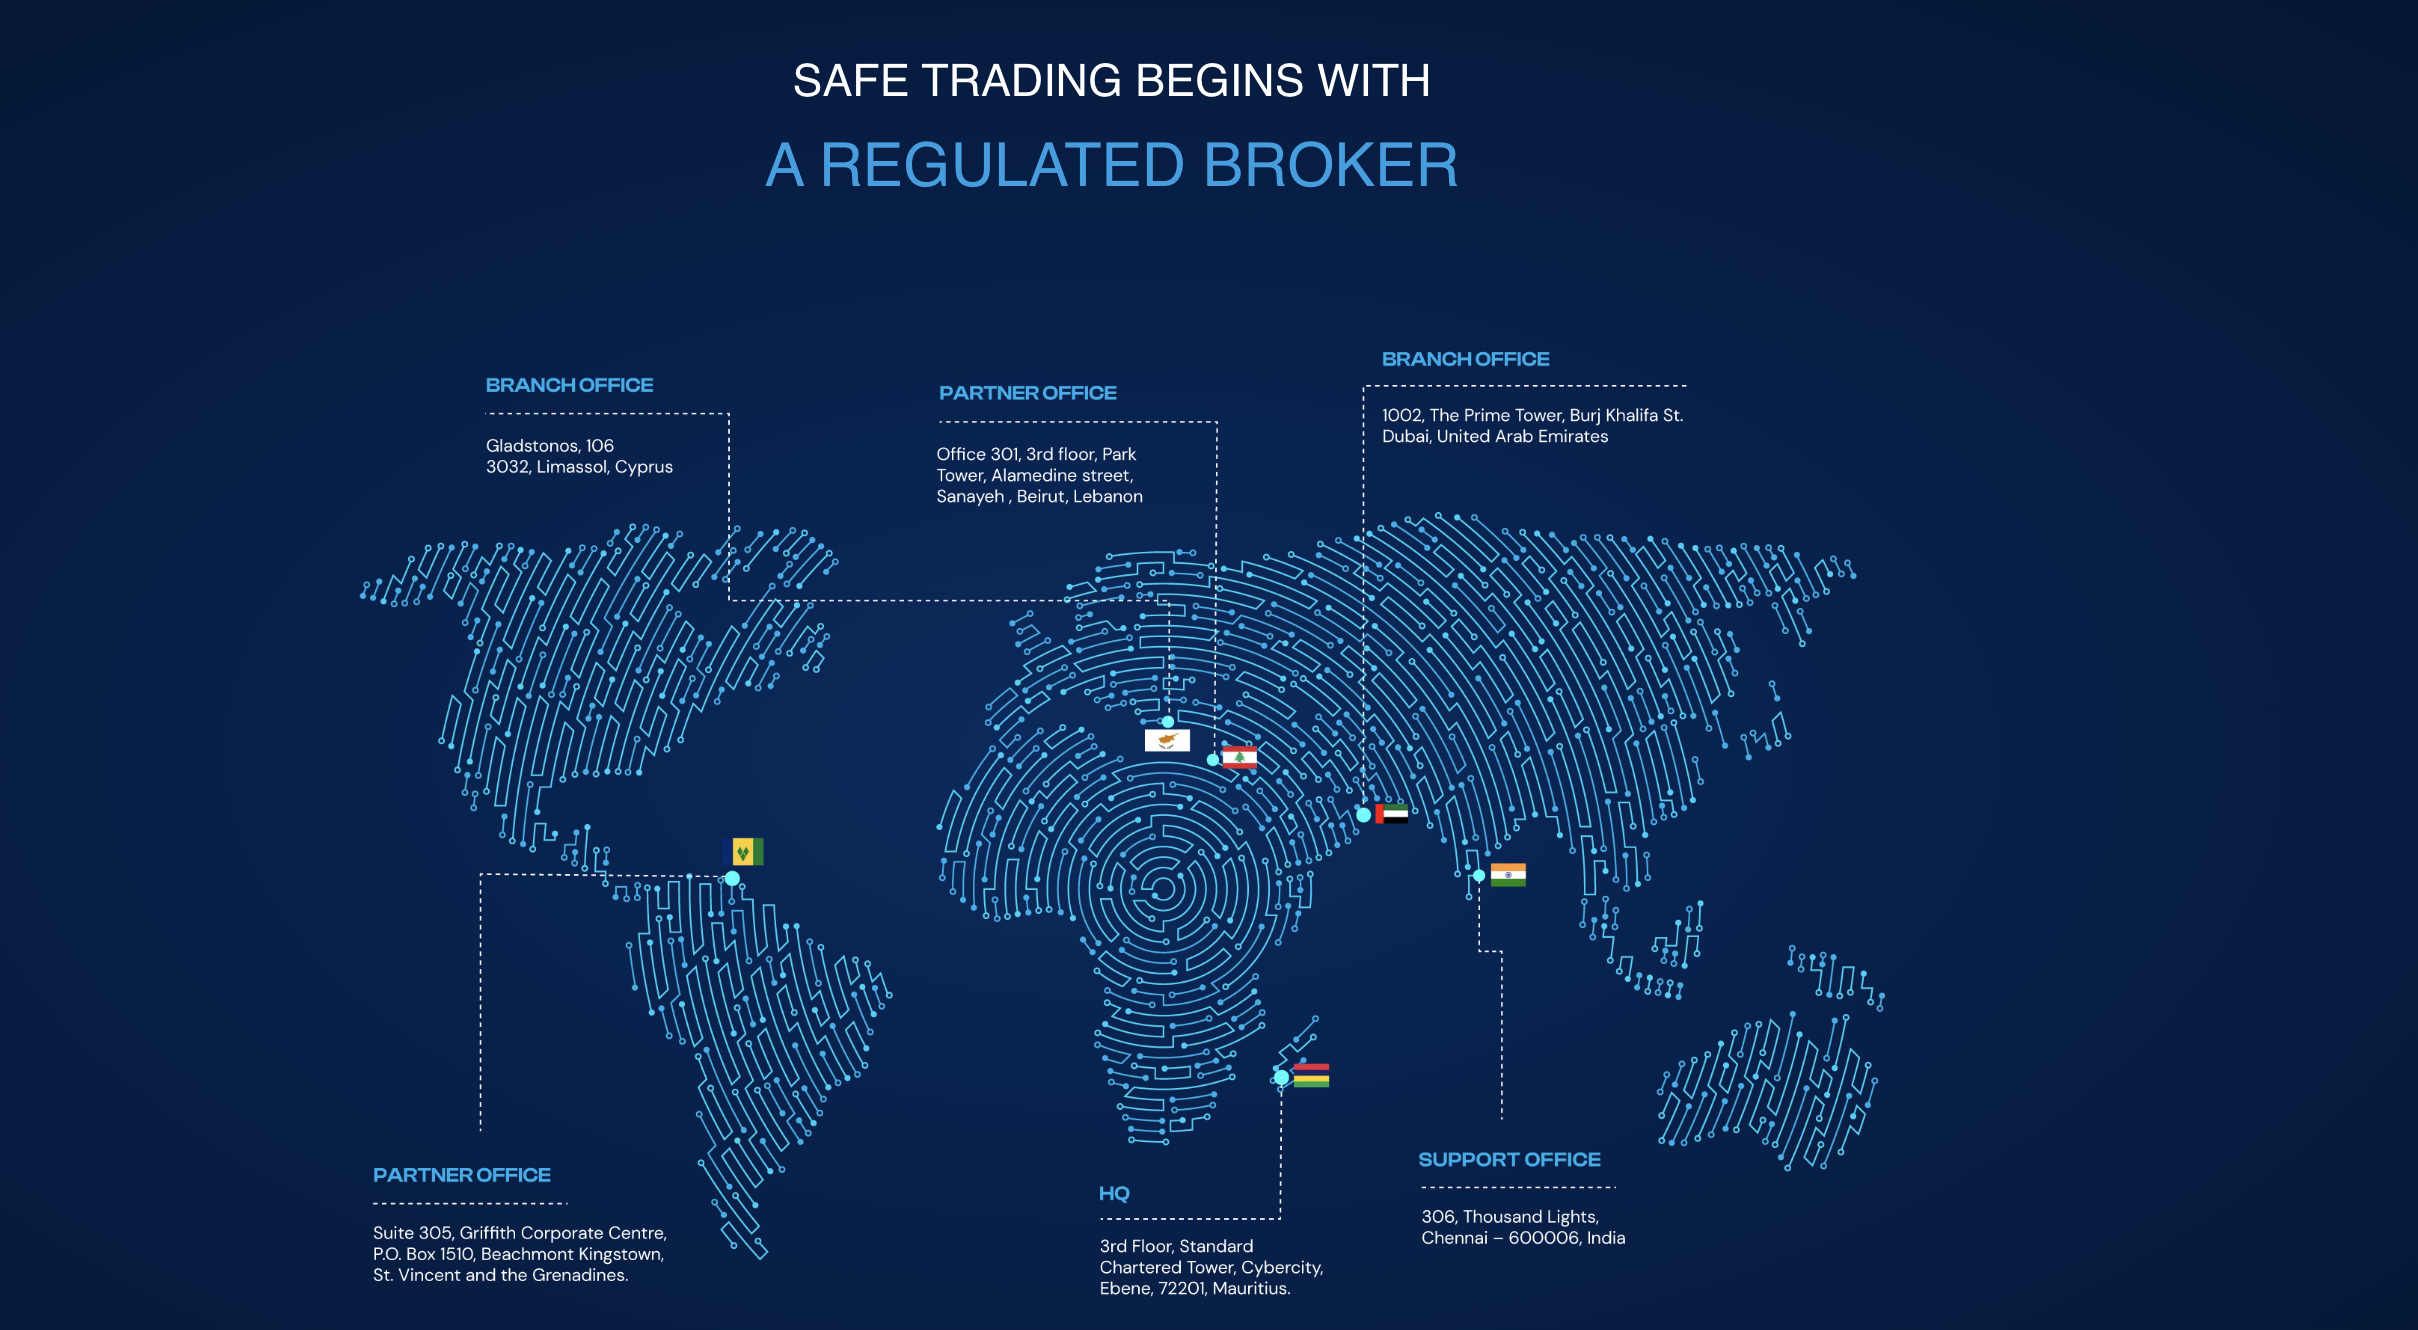 SAFE TRADING BEGINS WITH
A REGULATED BROKER
BRANCH OFFICE
Gladstonos, 106
3032, Limassol, Cyprus
PARTNER OFFICE
Office 301, 3rd floor, Park
Tower, Alamedine street,
Sanayeh , Beirut, Lebanon
BRANCH OFFICE
1002, The Prime Tower, Burj Khalifa St.
Dubai, United Arab Emirates
PARTNER OFFICE
Suite 305, Griffith Corporate Centre,
P.O. Box 1510, Beachmont Kingstown,
St. Vincent and the Grenadines.
HQ
3rd Floor, Standard
Chartered Tower, Cybercity,
Ebene, 72201, Mauritius.
SUPPORT OFFICE
306, Thousand Lights,
Chennai – 600006, India